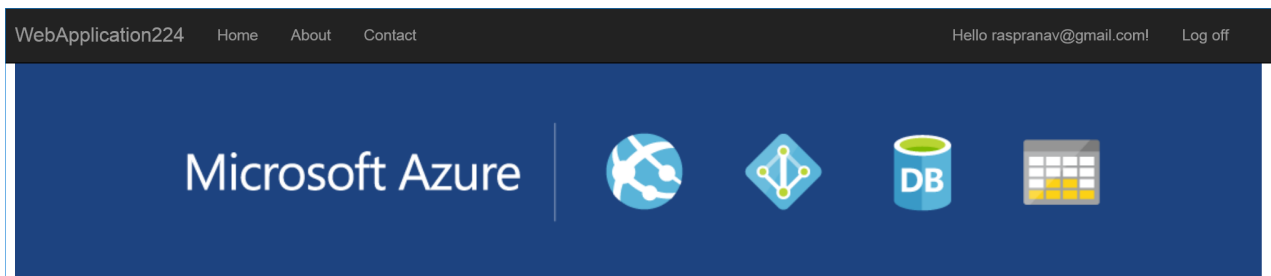 WebApplication224 Home About Contact Hello raspranav@gmail.com! Log off
Microsoft Azure
DB